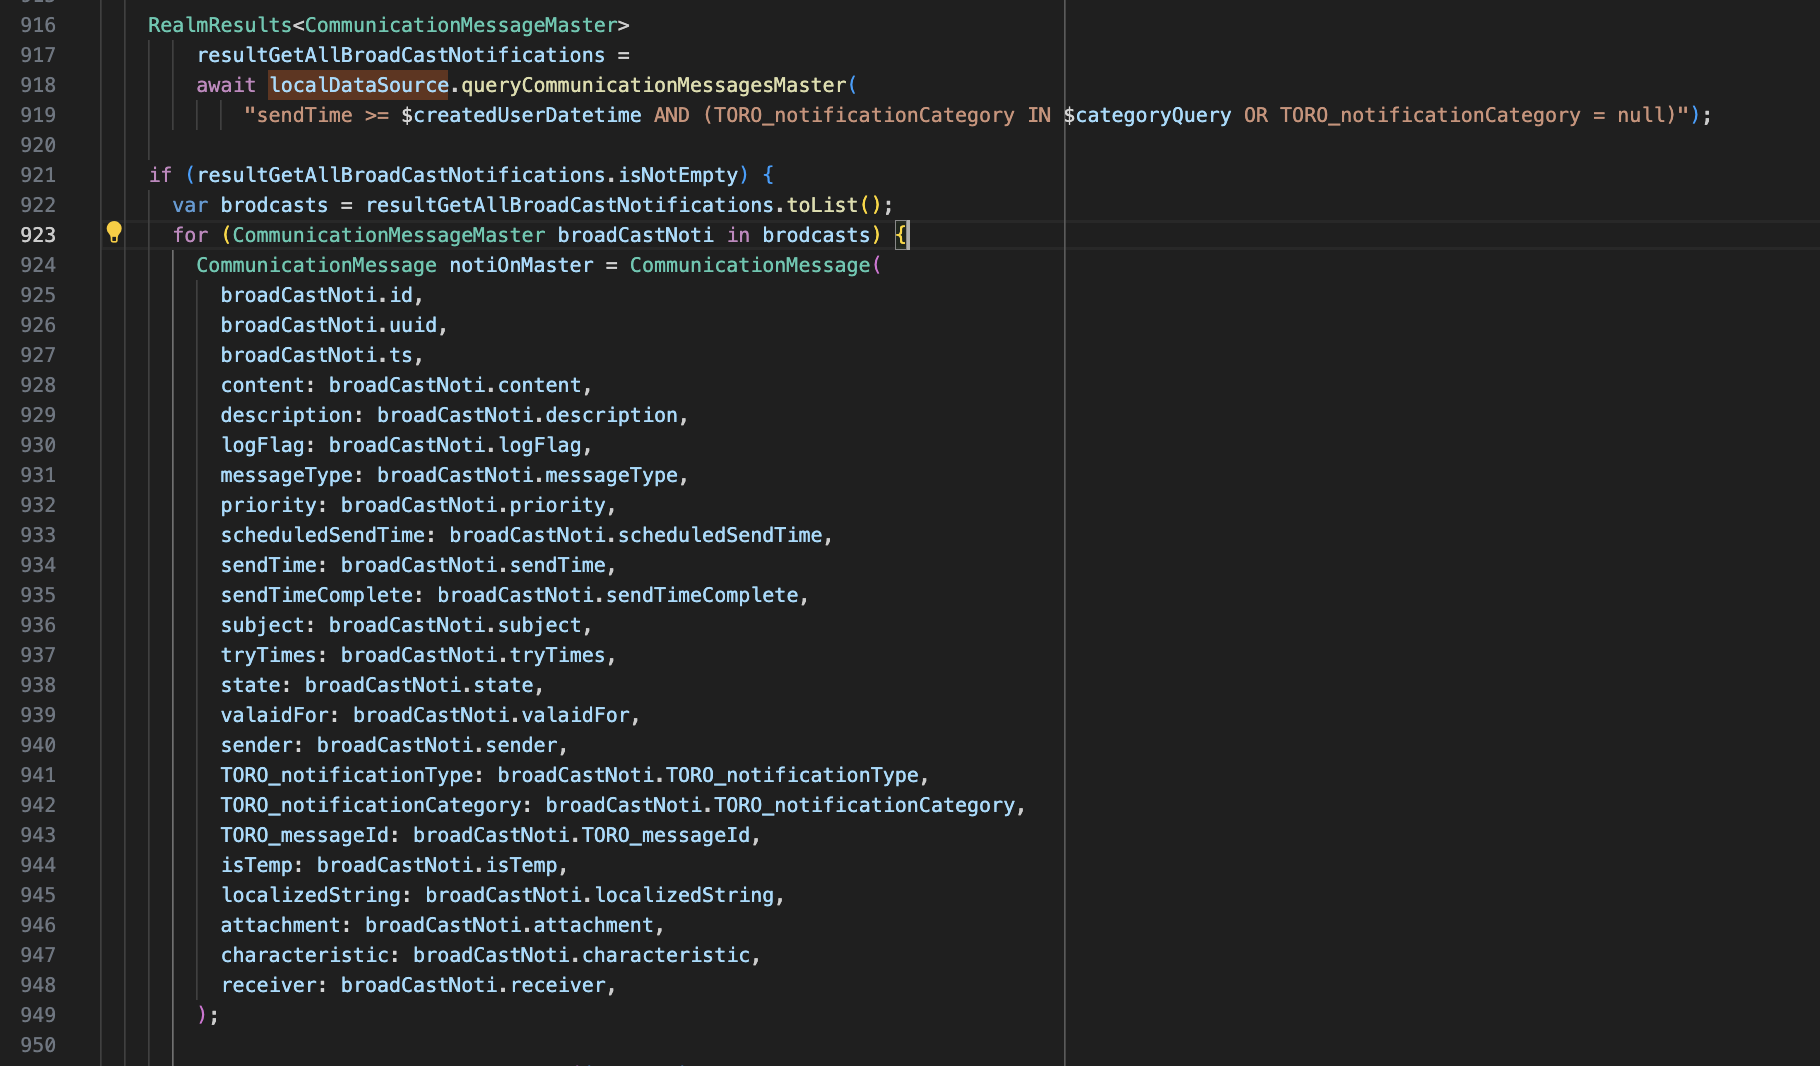 916 RealmResults<CommunicationMessageMaster>
917 resultGetAllBroadCastNotifications =
918 await localDataSource.queryCommunicationMessagesMaster(
919 "sendTime >= $createdUserDatetime AND (TORO_notificationCategory IN $categoryQuery OR TORO_notificationCategory = null)");
920
921 if (resultGetAllBroadCastNotifications.isNotEmpty) {
922 var brodcasts = resultGetAllBroadCastNotifications.toList();
923 for (CommunicationMessageMaster broadCastNoti in brodcasts) {
924 CommunicationMessage notiOnMaster = CommunicationMessage(
925 broadCastNoti.id,
926 broadCastNoti.uuid,
927 broadCastNoti.ts,
928 content: broadCastNoti.content,
929 description: broadCastNoti.description,
930 logFlag: broadCastNoti.logFlag,
931 messageType: broadCastNoti.messageType,
932 priority: broadCastNoti.priority,
933 scheduledSendTime: broadCastNoti.scheduledSendTime,
934 sendTime: broadCastNoti.sendTime,
935 sendTimeComplete: broadCastNoti.sendTimeComplete,
936 subject: broadCastNoti.subject,
937 tryTimes: broadCastNoti.tryTimes,
938 state: broadCastNoti.state,
939 valaidFor: broadCastNoti.valaidFor,
940 sender: broadCastNoti.sender,
941 TORO_notificationType: broadCastNoti.TORO_notificationType,
942 TORO_notificationCategory: broadCastNoti.TORO_notificationCategory,
943 TORO_messageId: broadCastNoti.TORO_messageId,
944 isTemp: broadCastNoti.isTemp,
945 localizedString: broadCastNoti.localizedString,
946 attachment: broadCastNoti.attachment,
947 characteristic: broadCastNoti.characteristic,
948 receiver: broadCastNoti.receiver,
949 );
950